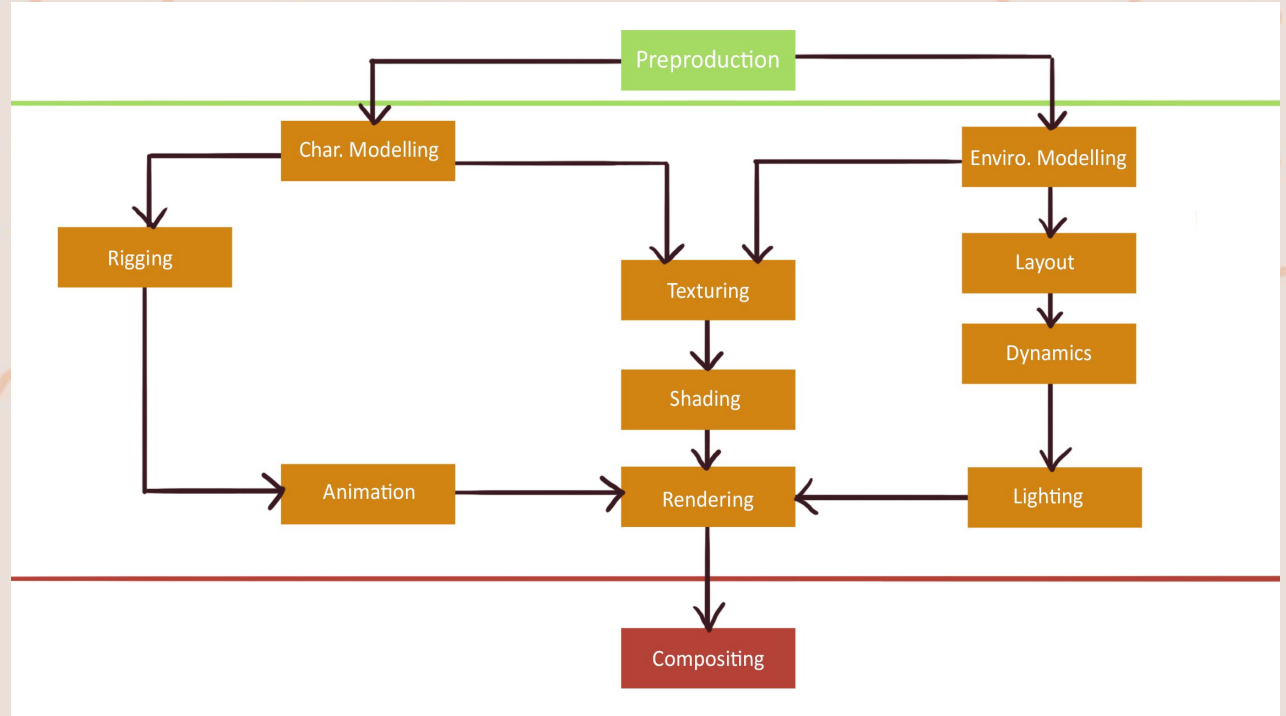 Preproduction
Char. Modelling
Enviro. Modelling
Rigging
Texturing
Layout
Dynamics
Shading
Animation
Rendering
Lighting
Compositing